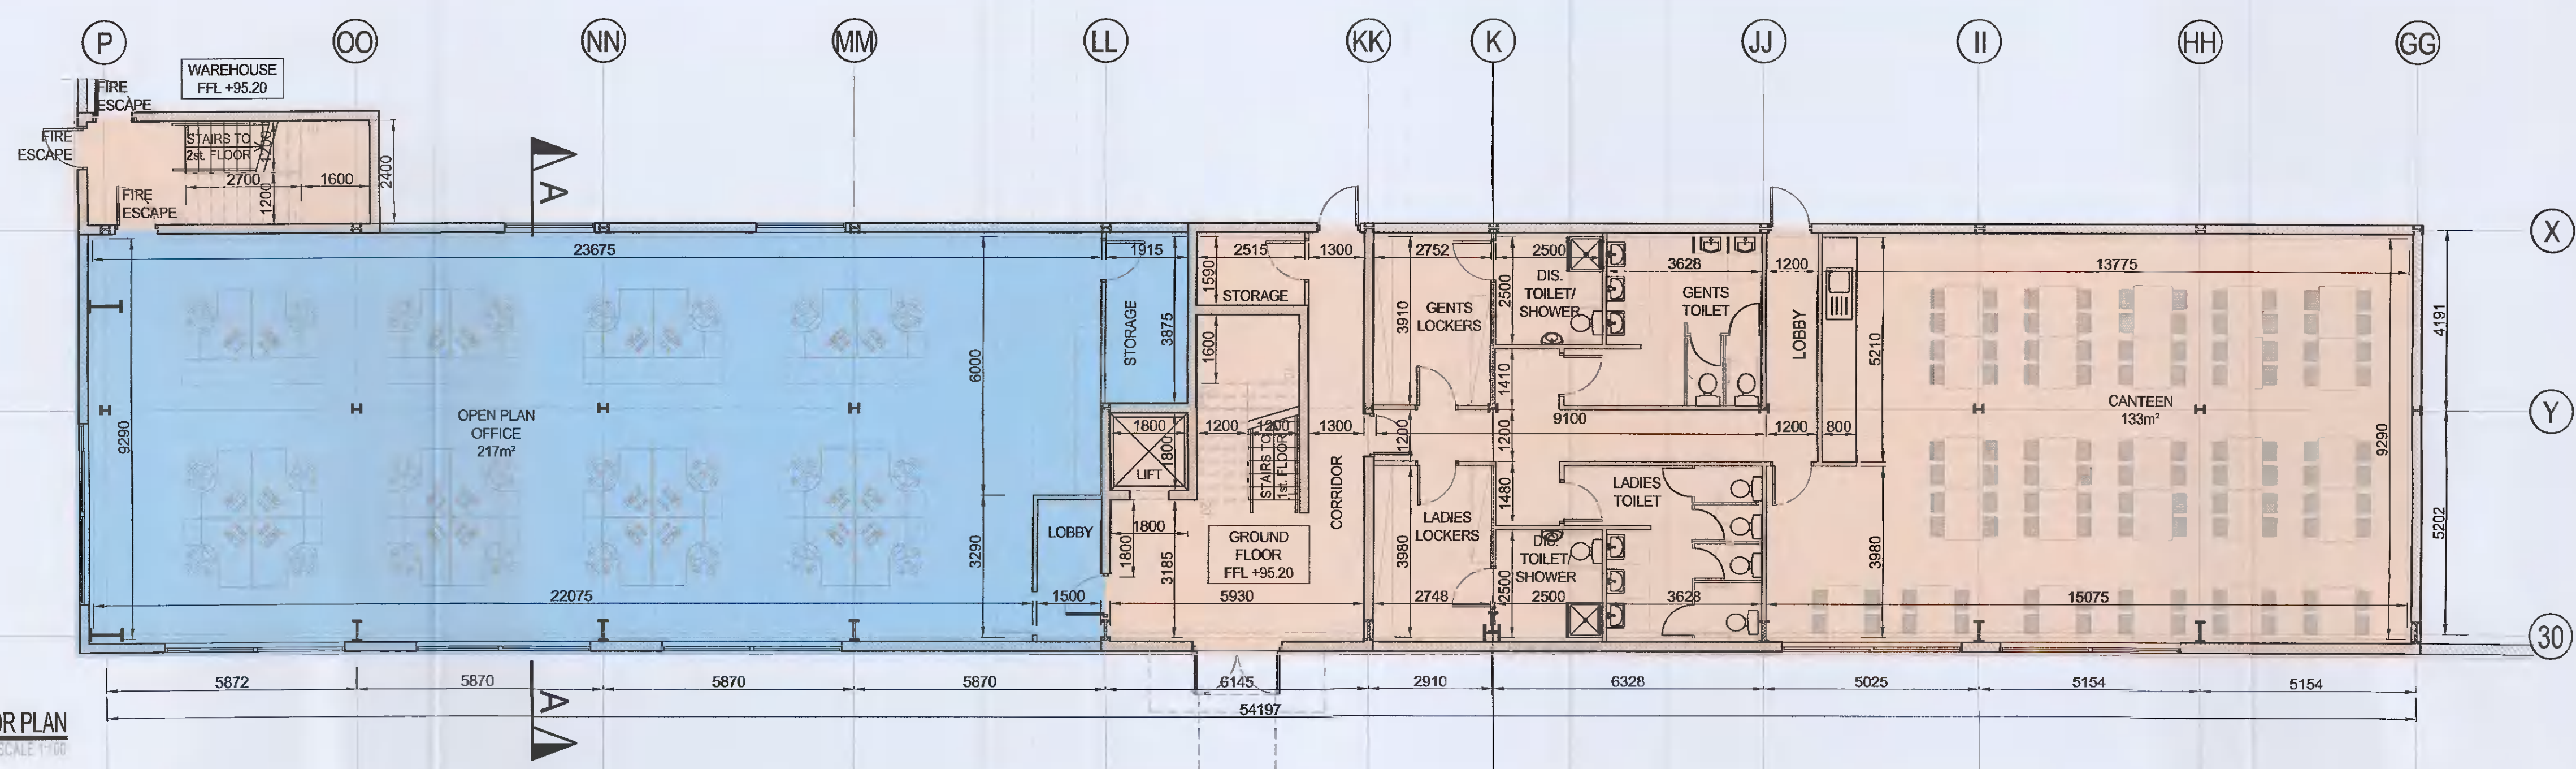 P
OO
NN
MM
LL
KK
K
JJ
II
HH
GG
WAREHOUSE
FFL +95.20
FIRE
ESCAPE
FIRE
ESCAPE
STAIRS TO
2st. FLOOR
1200
2700
1600
2400
1200
FIRE
ESCAPE
A
X
23675
1915
2515
1300
2752
2500
3628
1200
13775
1590
STORAGE
STORAGE
3875
6000
9290
1600
3910
GENTS
LOCKERS
2500
DIS.
TOILET/
SHOWER
GENTS
TOILET
LOBBY
5210
4191
1410
OPEN PLAN
OFFICE
217m²
CANTEEN
133m²
Y
1800
1800
LIFT
1200
1200
1300
1200
1200
9100
1200
800
9290
STAIRS TO
1st. FLOOR
CORRIDOR
1480
LADIES
TOILET
LOBBY
3290
1800
1800
3185
GROUND
FLOOR
FFL +95.20
3980
LADIES
LOCKERS
DIS.
TOILET/
SHOWER
2500
3980
5202
22075
1500
5930
2748
2500
3628
15075
30
5872
5870
5870
5870
6145
2910
6328
5025
5154
5154
A
54197
OR PLAN
SCALE 1:100